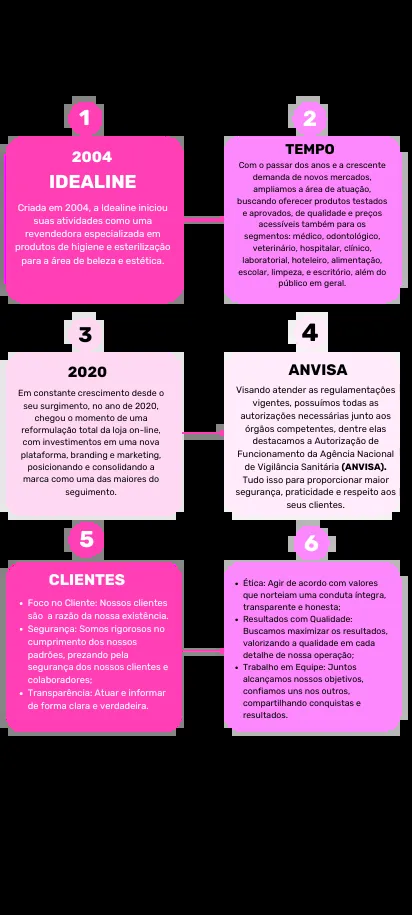 1
2004
IDEALINE
Criada em 2004, a Idealine iniciou
suas atividades como uma
revendedora especializada em
produtos de higiene e esterilização
para a área de beleza e estética.
2
TEMPO
Com o passar dos anos e a crescente
demanda de novos mercados,
ampliamos a área de atuação,
buscando oferecer produtos testados
e aprovados, de qualidade e preços
acessíveis também para os
segmentos: médico, odontológico,
veterinário, hospitalar, clínico,
laboratorial, hoteleiro, alimentação,
escolar, limpeza, e escritório, além do
público em geral.
3
2020
Em constante crescimento desde o
seu surgimento, no ano de 2020,
chegou o momento de uma
reformulação total da loja on-line,
com investimentos em uma nova
plataforma, branding e marketing,
posicionando e consolidando a
marca como uma das maiores do
seguimento.
4
ANVISA
Visando atender as regulamentações
vigentes, possuímos todas as
autorizações necessárias junto aos
órgãos competentes, dentre elas
destacamos a Autorização de
Funcionamento da Agência Nacional
de Vigilância Sanitária (ANVISA).
Tudo isso para proporcionar maior
segurança, praticidade e respeito aos
seus clientes.
5
CLIENTES
• Foco no Cliente: Nossos clientes
são a razão da nossa existência.
• Segurança: Somos rigorosos no
cumprimento dos nossos
padrões, prezando pela
segurança dos nossos clientes e
colaboradores;
• Transparência: Atuar e informar
de forma clara e verdadeira.
6
• Ética: Agir de acordo com valores
que norteiam uma conduta íntegra,
transparente e honesta;
• Resultados com Qualidade:
Buscamos maximizar os resultados,
valorizando a qualidade em cada
detalhe de nossa operação;
• Trabalho em Equipe: Juntos
alcançamos nossos objetivos,
confiamos uns nos outros,
compartilhando conquistas e
resultados.